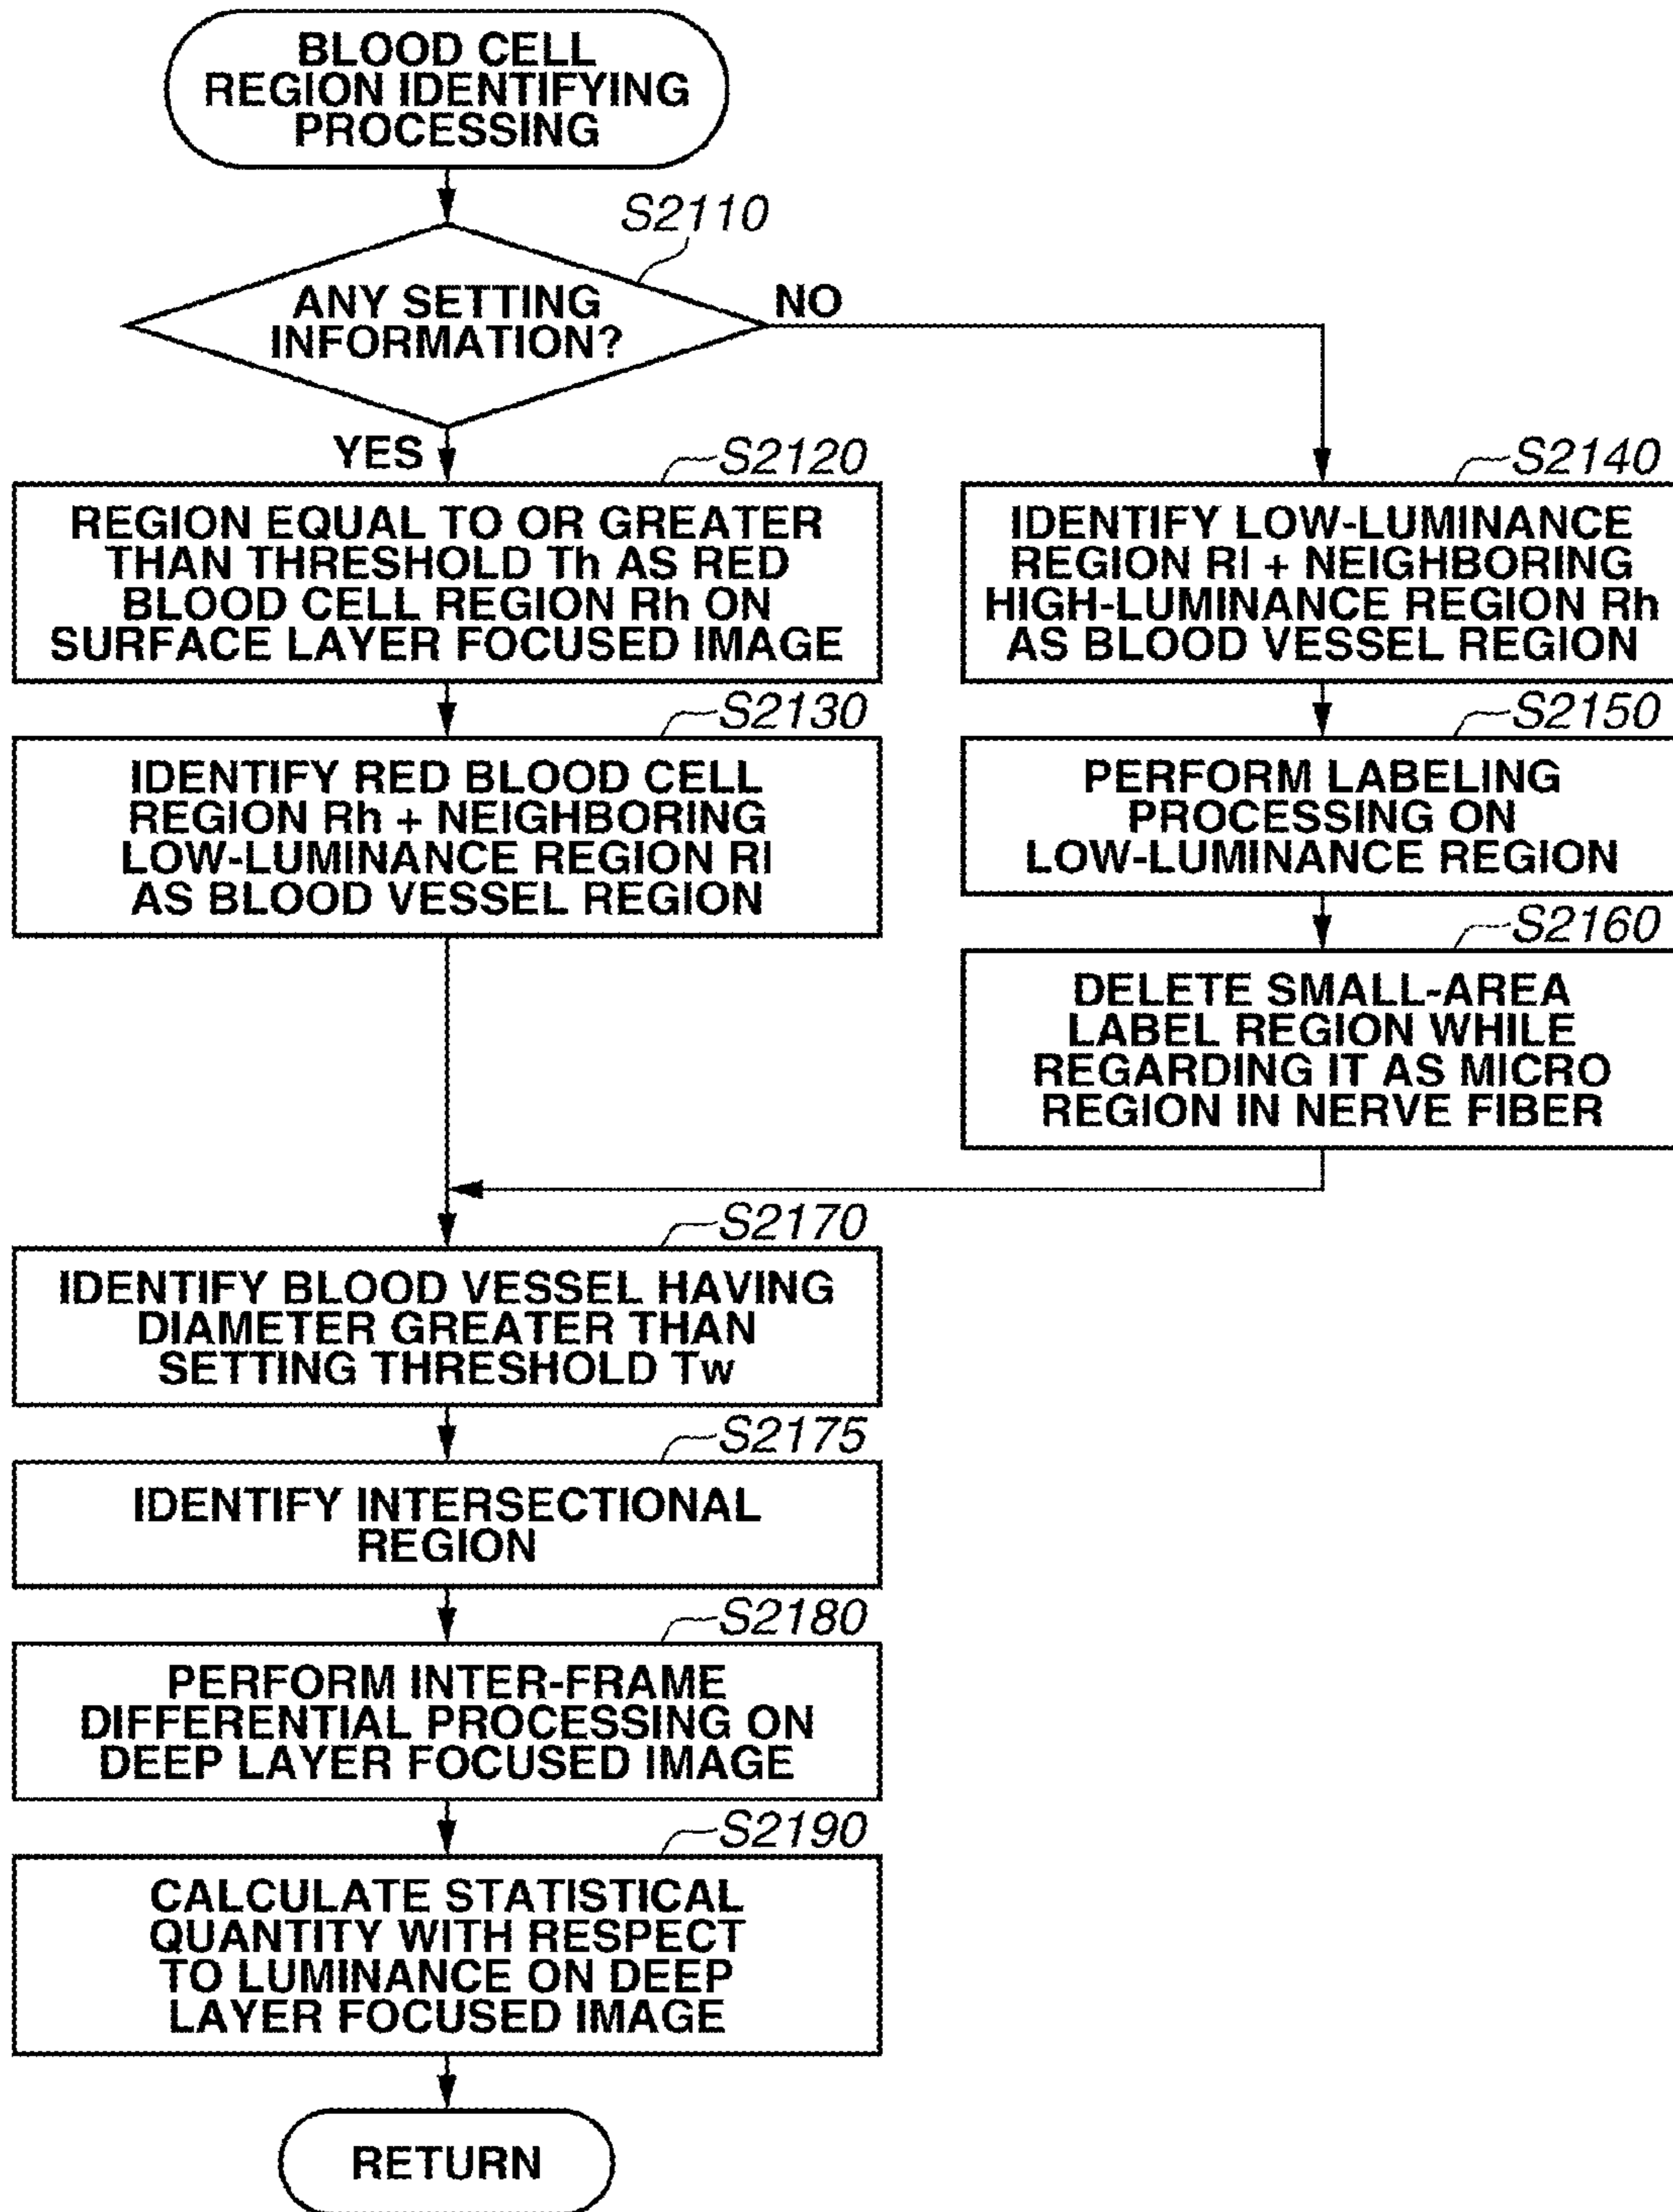 BLOOD CELL
REGION IDENTIFYING
PROCESSING
S2110
ANY SETTING
INFORMATION?
NO
YES
S2120
REGION EQUAL TO OR GREATER
THAN THRESHOLD Th AS RED
BLOOD CELL REGION Rh ON
SURFACE LAYER FOCUSED IMAGE
S2130
IDENTIFY RED BLOOD CELL
REGION Rh + NEIGHBORING
LOW-LUMINANCE REGION Rl
AS BLOOD VESSEL REGION
S2140
IDENTIFY LOW-LUMINANCE
REGION Rl + NEIGHBORING
HIGH-LUMINANCE REGION Rh
AS BLOOD VESSEL REGION
S2150
PERFORM LABELING
PROCESSING ON
LOW-LUMINANCE REGION
S2160
DELETE SMALL-AREA
LABEL REGION WHILE
REGARDING IT AS MICRO
REGION IN NERVE FIBER
S2170
IDENTIFY BLOOD VESSEL HAVING
DIAMETER GREATER THAN
SETTING THRESHOLD Tw
S2175
IDENTIFY INTERSECTIONAL
REGION
S2180
PERFORM INTER-FRAME
DIFFERENTIAL PROCESSING ON
DEEP LAYER FOCUSED IMAGE
S2190
CALCULATE STATISTICAL
QUANTITY WITH RESPECT
TO LUMINANCE ON DEEP
LAYER FOCUSED IMAGE
RETURN